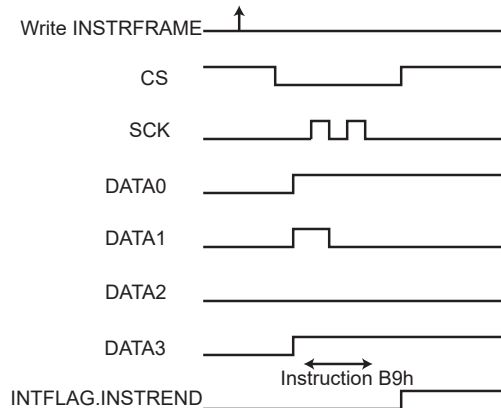 Write INSTRFRAME
CS
SCK
DATA0
DATA1
DATA2
DATA3
Instruction B9h
INTFLAG.INSTREND